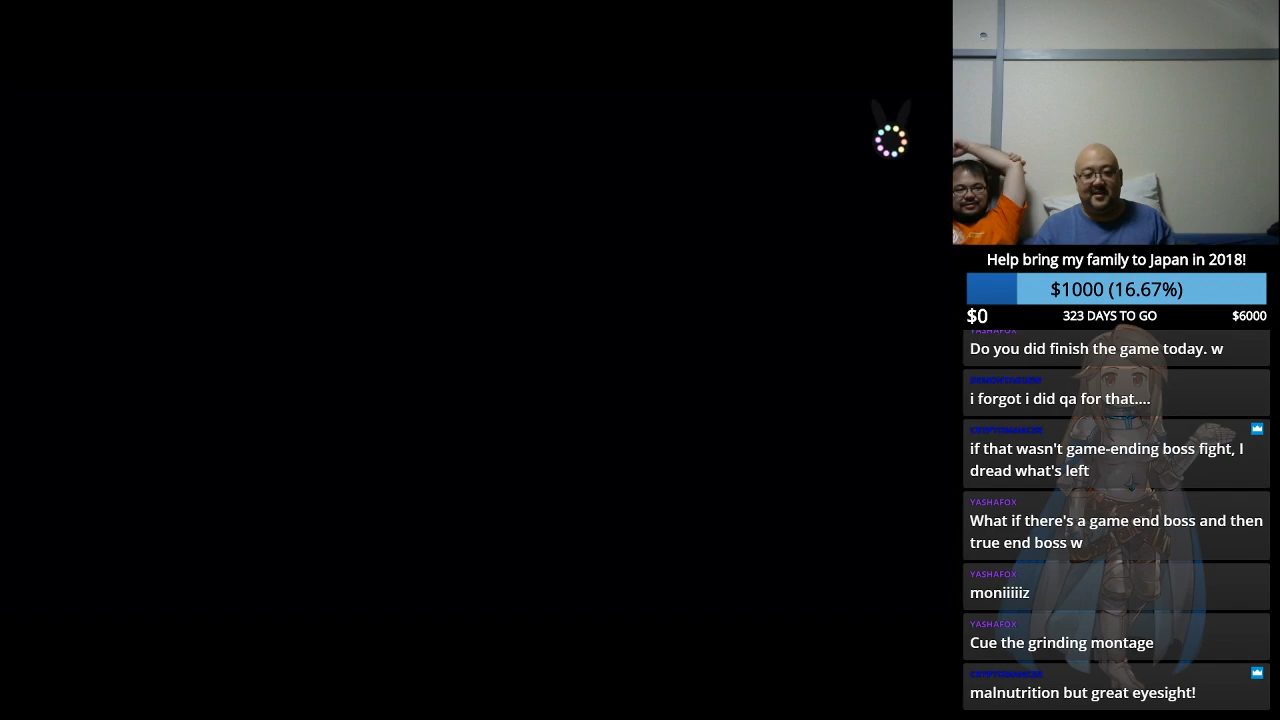 Help bring my family to Japan in 2018!
$1000 (16.67%)
$0 323 DAYS TO GO $6000
YASHAFOX
Do you did finish the game today. w
i forgot i did qa for that....
if that wasn't game-ending boss fight, I
dread what's left
YASHAFOX
What if there's a game end boss and then
true end boss w
YASHAFOX
moniiiiiz
YASHAFOX
Cue the grinding montage
malnutrition but great eyesight!